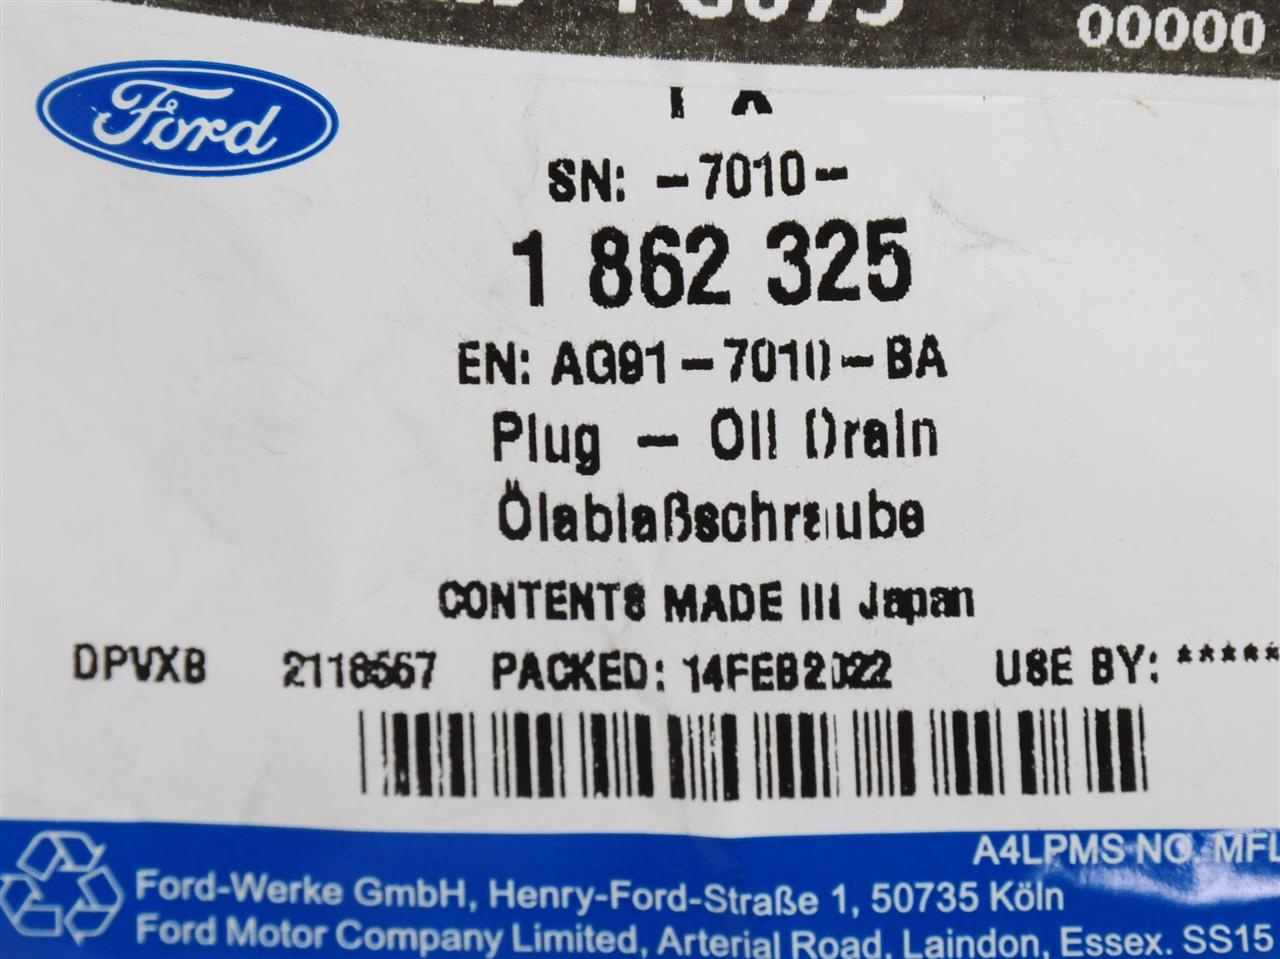 00000
Ford
1 X
SN: -7010-
1 862 325
EN: AG91-7010-BA
Plug - Oil Drain
Ölablaßschraube
CONTENTS MADE IN Japan
DPVXB 2118567 PACKED: 14FEB2022 USE BY: *****
A4LPMS NO. MFL
Ford-Werke GmbH, Henry-Ford-Straße 1, 50735 Köln
Ford Motor Company Limited, Arterial Road, Laindon, Essex. SS15